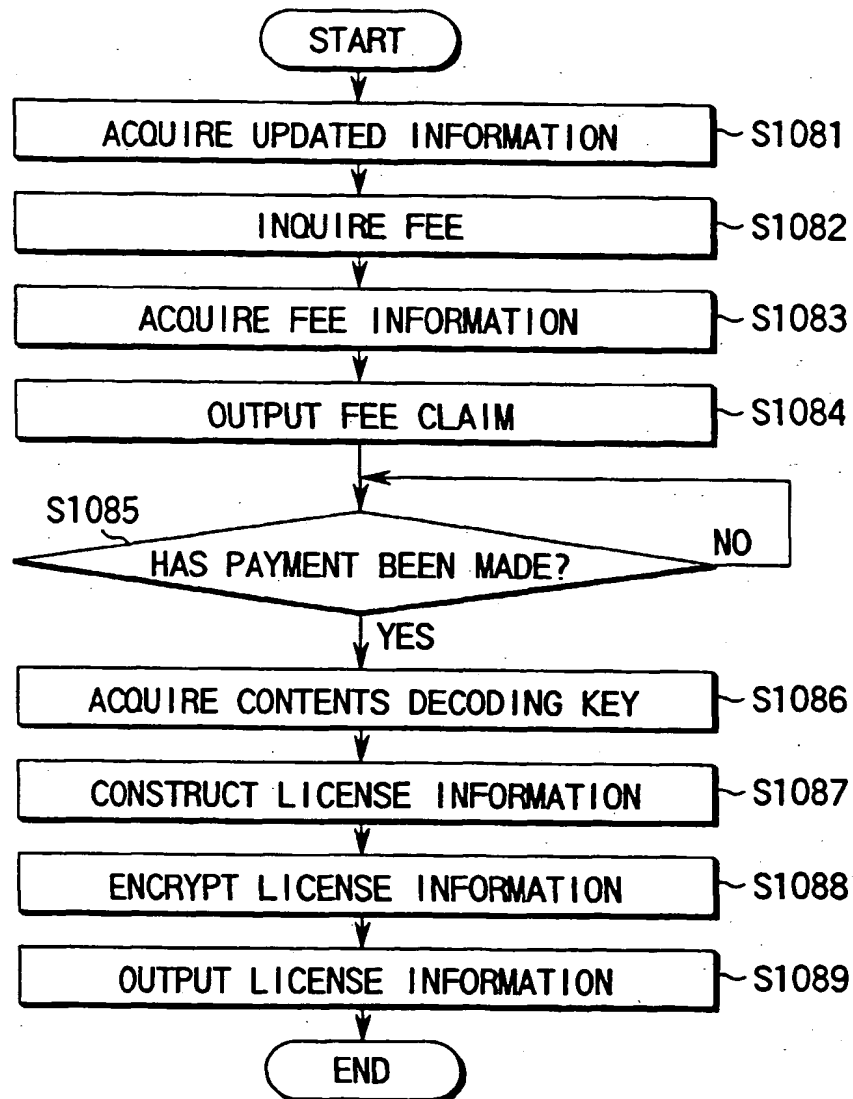 START
ACQUIRE UPDATED INFORMATION S1081
INQUIRE FEE S1082
ACQUIRE FEE INFORMATION S1083
OUTPUT FEE CLAIM S1084
S1085
HAS PAYMENT BEEN MADE? NO
YES
ACQUIRE CONTENTS DECODING KEY S1086
CONSTRUCT LICENSE INFORMATION S1087
ENCRYPT LICENSE INFORMATION S1088
OUTPUT LICENSE INFORMATION S1089
END